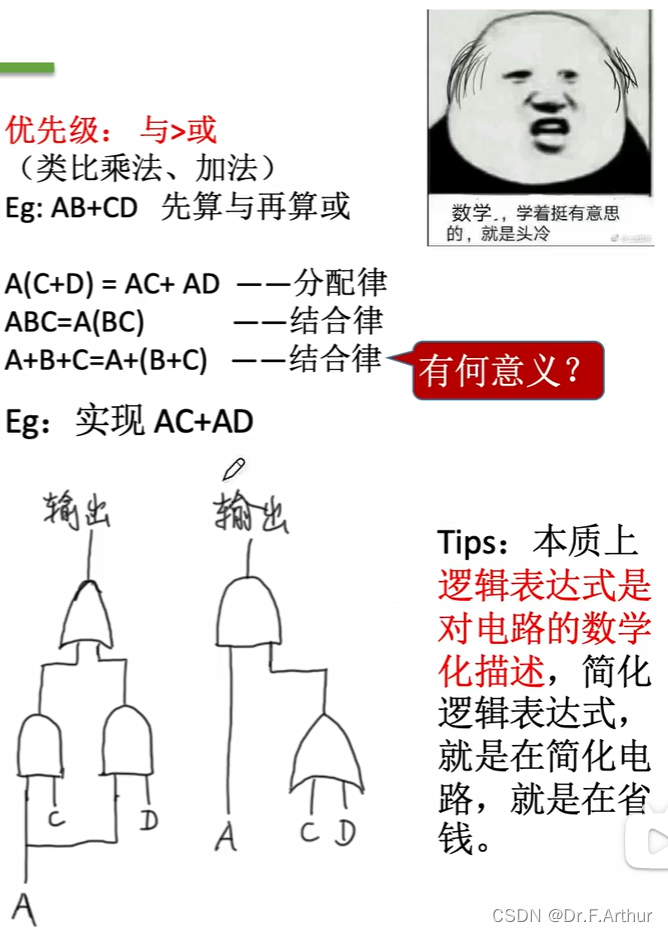 优先级： 与>或
（类比乘法、加法）
Eg: AB+CD 先算与再算或
数学.，学着挺有意思
的，就是头冷
A(C+D) = AC+ AD ——分配律
ABC=A(BC) ——结合律
A+B+C=A+(B+C) ——结合律
有何意义？
Eg：实现 AC+AD
输出
输出
C
D
A
A
C
D
Tips：本质上
逻辑表达式是
对电路的数学
化描述，简化
逻辑表达式，
就是在简化电
路，就是在省
钱。
CSDN @Dr.F.Arthur